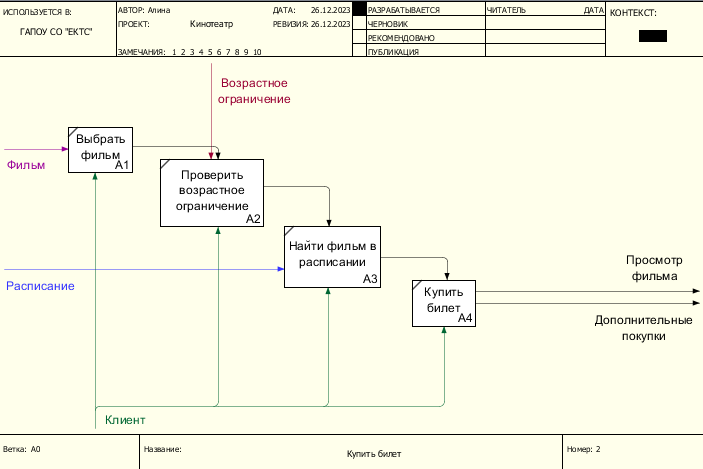 ИСПОЛЬЗУЕТСЯ В:
ГАПОУ СО "ЕКТС"
АВТОР: Алина
ДАТА: 26.12.2023
ПРОЕКТ: Кинотеатр
РЕВИЗИЯ: 26.12.2023
ЗАМЕЧАНИЯ: 1 2 3 4 5 6 7 8 9 10
РАЗРАБАТЫВАЕТСЯ
ЧЕРНОВИК
РЕКОМЕНДОВАНО
ПУБЛИКАЦИЯ
ЧИТАТЕЛЬ ДАТА
КОНТЕКСТ:
Возрастное
ограничение
Выбрать
фильм
A1
Фильм
Проверить
возрастное
ограничение
A2
Найти фильм в
расписании
A3
Расписание
Купить
билет
A4
Просмотр
фильма
Дополнительные
покупки
Клиент
Ветка: A0
Название:
Купить билет
Номер: 2